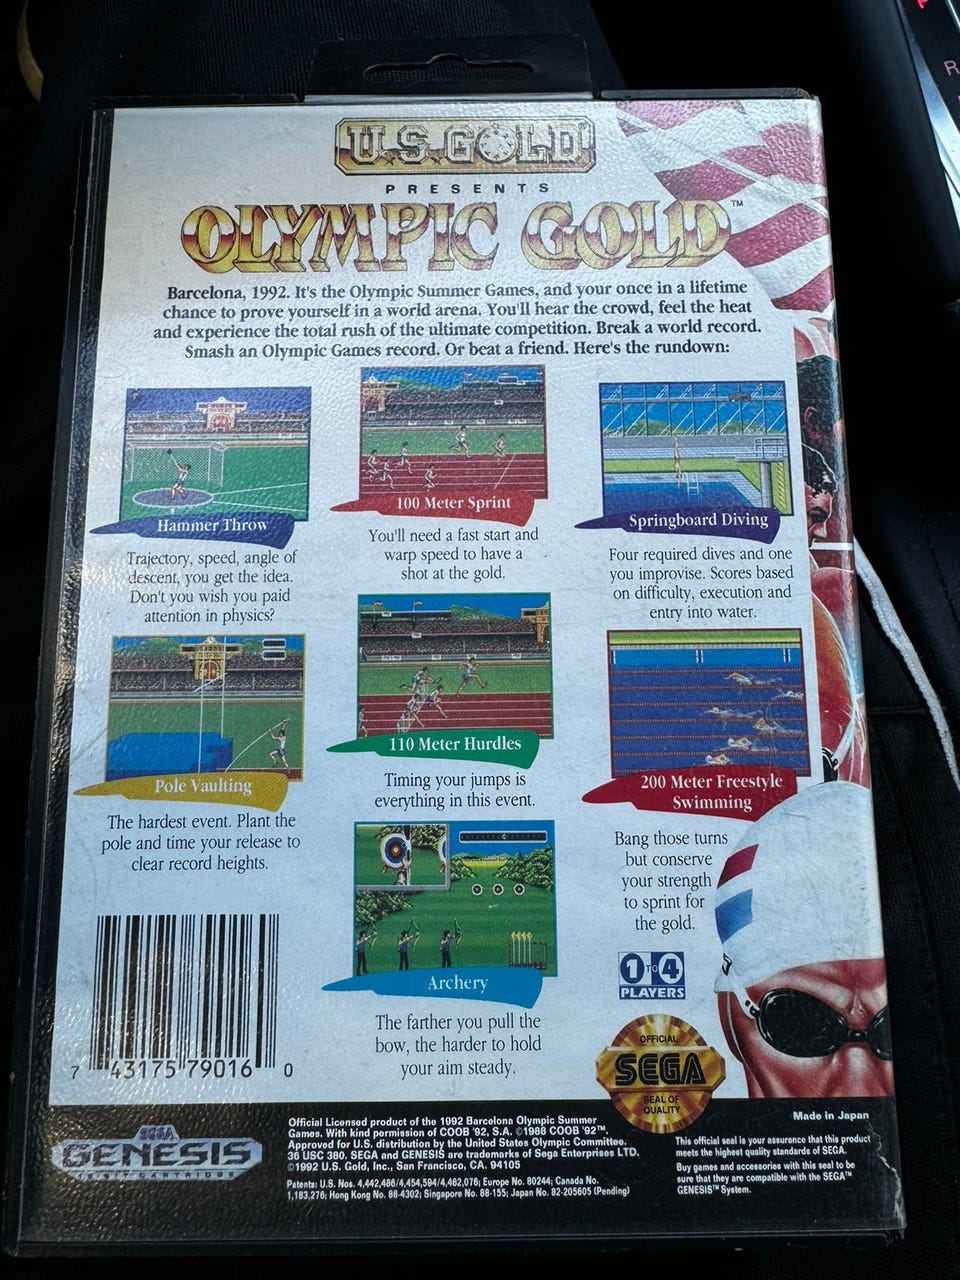 U.S. GOLD®
PRESENTS
OLYMPIC GOLD™
Barcelona, 1992. It's the Olympic Summer Games, and your once in a lifetime
chance to prove yourself in a world arena. You'll hear the crowd, feel the heat
and experience the total rush of the ultimate competition. Break a world record.
Smash an Olympic Games record. Or beat a friend. Here's the rundown:
Hammer Throw
Trajectory, speed, angle of
descent, you get the idea.
Don't you wish you paid
attention in physics?
100 Meter Sprint
You'll need a fast start and
warp speed to have a
shot at the gold.
Springboard Diving
Four required dives and one
you improvise. Scores based
on difficulty, execution and
entry into water.
Pole Vaulting
The hardest event. Plant the
pole and time your release to
clear record heights.
110 Meter Hurdles
Timing your jumps is
everything in this event.
200 Meter Freestyle
Swimming
Bang those turns
but conserve
your strength
to sprint for
the gold.
Archery
The farther you pull the
bow, the harder to hold
your aim steady.
1 TO 4
PLAYERS
7 43175 79016 0
OFFICIAL
SEGA
SEAL OF
QUALITY
SEGA
GENESIS
16-BIT CARTRIDGE
Official Licensed product of the 1992 Barcelona Olympic Summer
Games. With kind permission of COOB '92, S.A. ©1988 COOB '92™.
Approved for U.S. distribution by the United States Olympic Committee.
36 USC 380. SEGA and GENESIS are trademarks of Sega Enterprises LTD.
©1992 U.S. Gold, Inc., San Francisco, CA. 94105
Patents: U.S. Nos. 4,442,486/4,454,594/4,462,076; Europe No. 80244; Canada No.
1,183,276; Hong Kong No. 88-4302; Singapore No. 88-155; Japan No. 82-205605 (Pending)
Made in Japan
This official seal is your assurance that this product
meets the highest quality standards of SEGA.
Buy games and accessories with this seal to be
sure that they are compatible with the SEGA™
GENESIS™ System.